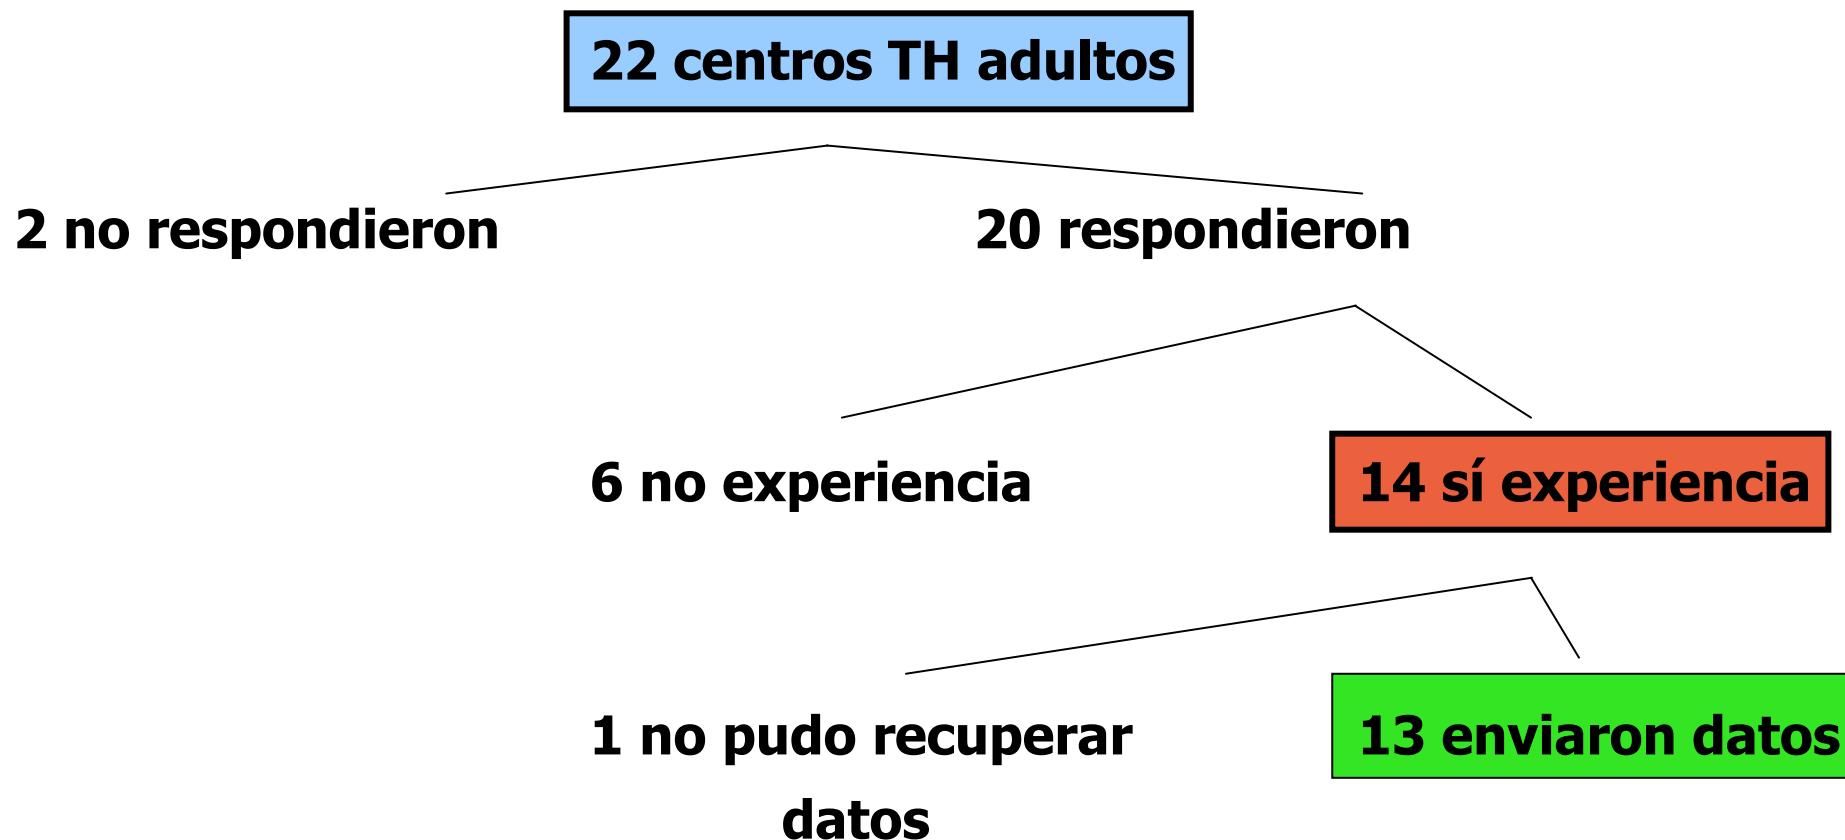 22 centros TH adultos
2 no respondieron
20 respondieron
6 no experiencia
14 sí experiencia
1 no pudo recuperar
datos
13 enviaron datos